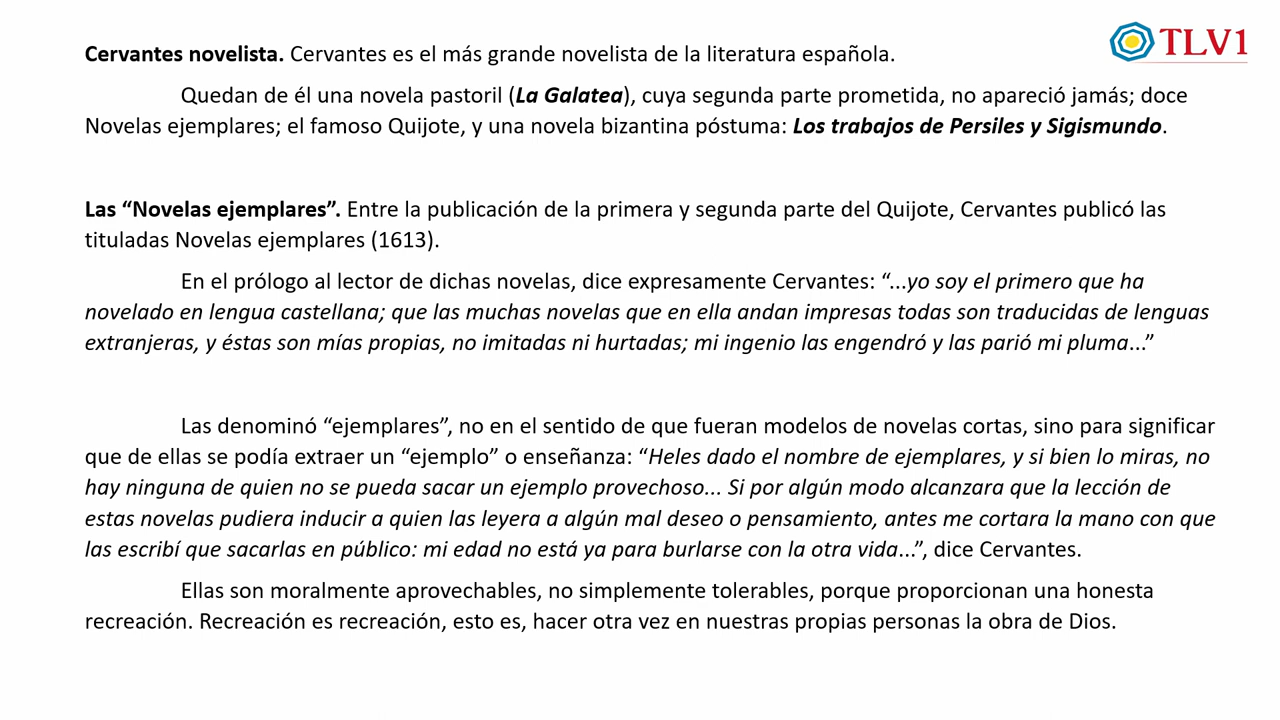 TLV1
Cervantes novelista. Cervantes es el más grande novelista de la literatura española.
Quedan de él una novela pastoril (La Galatea), cuya segunda parte prometida, no apareció jamás; doce
Novelas ejemplares; el famoso Quijote, y una novela bizantina póstuma: Los trabajos de Persiles y Sigismundo.
Las “Novelas ejemplares”. Entre la publicación de la primera y segunda parte del Quijote, Cervantes publicó las
tituladas Novelas ejemplares (1613).
En el prólogo al lector de dichas novelas, dice expresamente Cervantes: “...yo soy el primero que ha
novelado en lengua castellana; que las muchas novelas que en ella andan impresas todas son traducidas de lenguas
extranjeras, y éstas son mías propias, no imitadas ni hurtadas; mi ingenio las engendró y las parió mi pluma...”
Las denominó “ejemplares”, no en el sentido de que fueran modelos de novelas cortas, sino para significar
que de ellas se podía extraer un “ejemplo” o enseñanza: “Heles dado el nombre de ejemplares, y si bien lo miras, no
hay ninguna de quien no se pueda sacar un ejemplo provechoso... Si por algún modo alcanzara que la lección de
estas novelas pudiera inducir a quien las leyera a algún mal deseo o pensamiento, antes me cortara la mano con que
las escribí que sacarlas en público: mi edad no está ya para burlarse con la otra vida...”, dice Cervantes.
Ellas son moralmente aprovechables, no simplemente tolerables, porque proporcionan una honesta
recreación. Recreación es recreación, esto es, hacer otra vez en nuestras propias personas la obra de Dios.